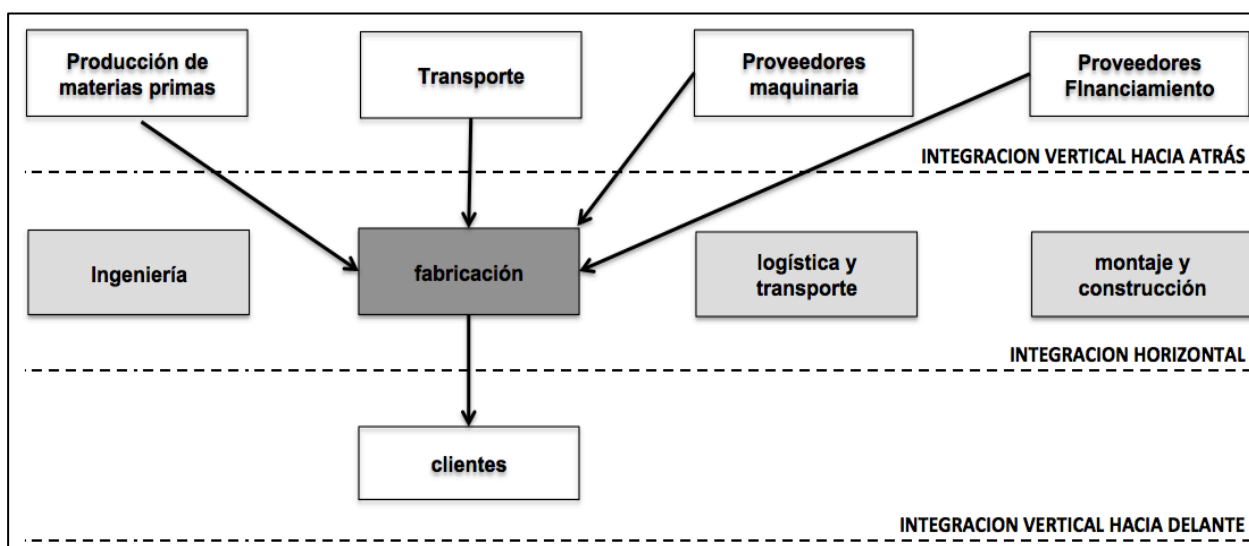 Producción de
materias primas
Transporte
Proveedores
maquinaria
Proveedores
FInanciamiento
INTEGRACION VERTICAL HACIA ATRÁS
Ingeniería
fabricación
logística y
transporte
montaje y
construcción
INTEGRACION HORIZONTAL
clientes
INTEGRACION VERTICAL HACIA DELANTE